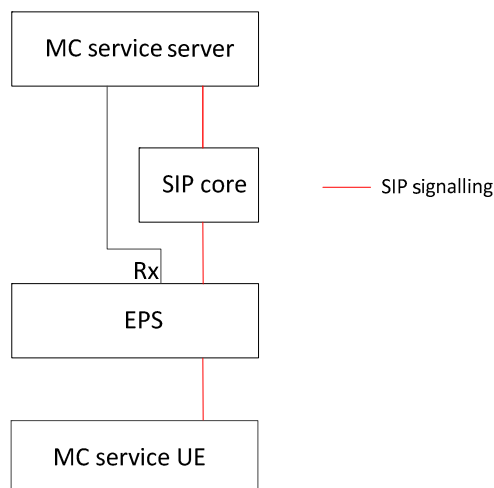 MC service server
SIP core
SIP signalling
Rx
EPS
MC service UE